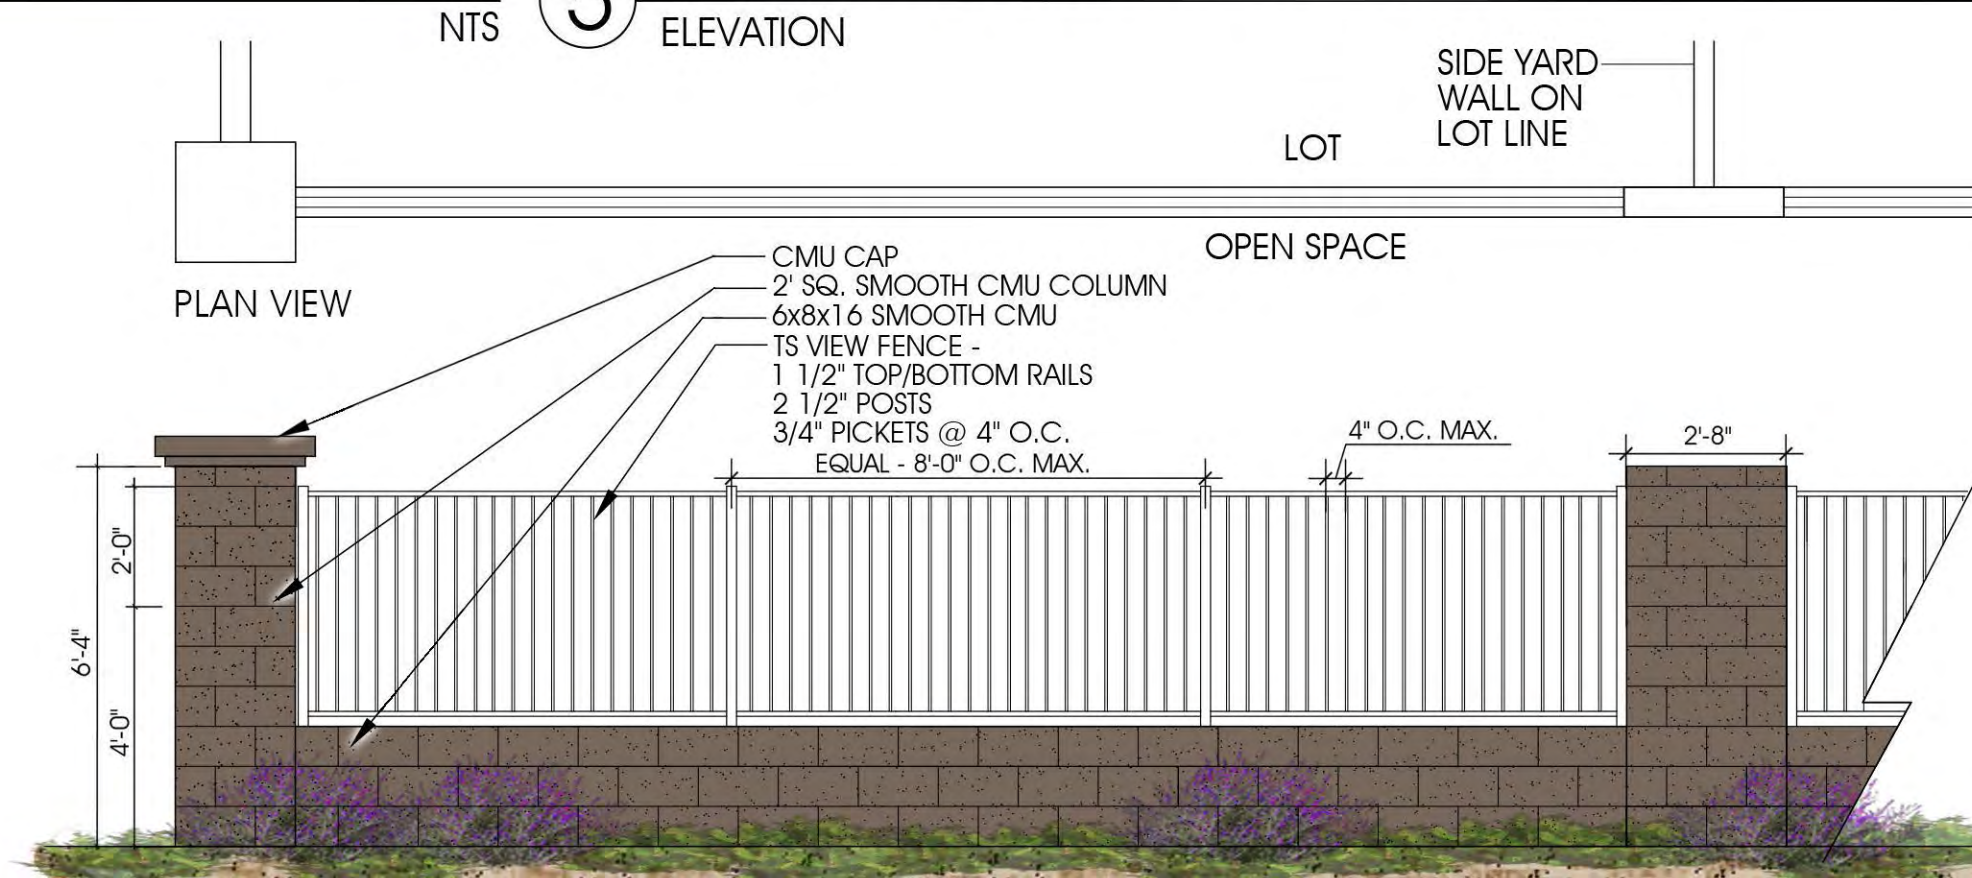 NTS
5
ELEVATION
SIDE YARD
WALL ON
LOT LINE
LOT
OPEN SPACE
PLAN VIEW
CMU CAP
2' SQ. SMOOTH CMU COLUMN
6x8x16 SMOOTH CMU
TS VIEW FENCE -
1 1/2" TOP/BOTTOM RAILS
2 1/2" POSTS
3/4" PICKETS @ 4" O.C.
EQUAL - 8'-0" O.C. MAX.
4" O.C. MAX.
2'-8"
2'-0"
6'-4"
4'-0"